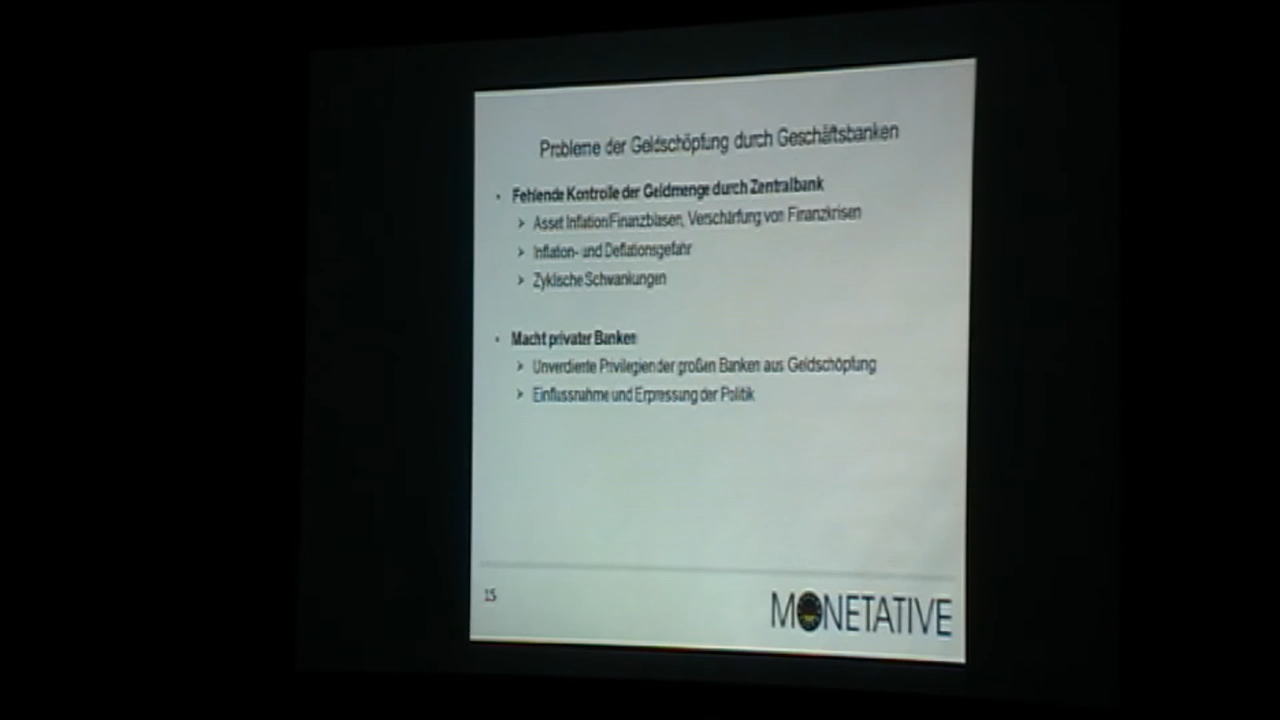 Probleme der Geldschöpfung durch Geschäftsbanken
• Fehlende Kontrolle der Geldmenge durch Zentralbank
➢ Asset Inflation/Finanzblasen, Verschärfung von Finanzkrisen
➢ Inflation- und Deflationsgefahr
➢ Zyklische Schwankungen
• Macht privater Banken
➢ Unverdiente Privilegien der großen Banken aus Geldschöpfung
➢ Einflussnahme und Erpressung der Politik
15
MONETATIVE